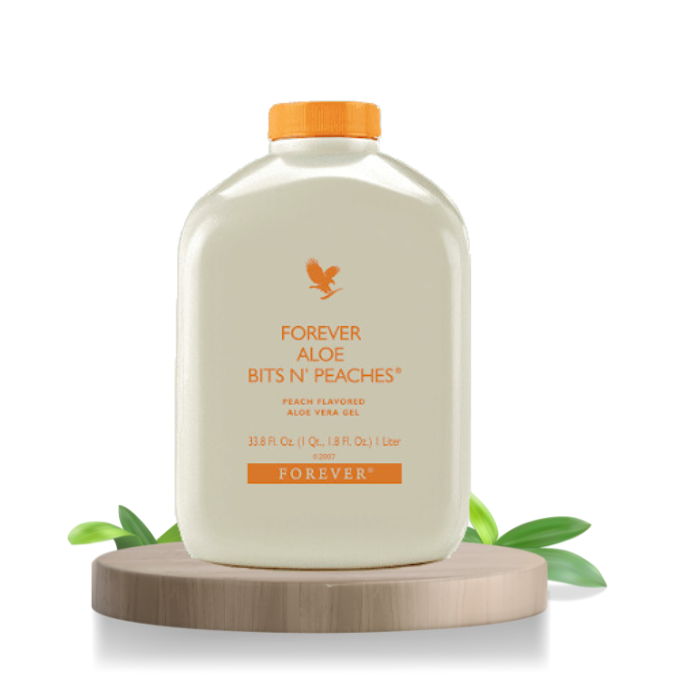 FOREVER
ALOE
BITS N' PEACHES®
PEACH FLAVORED
ALOE VERA GEL
33.8 Fl. Oz. (1 Qt., 1.8 Fl. Oz.) 1 Liter
©2007
FOREVER®